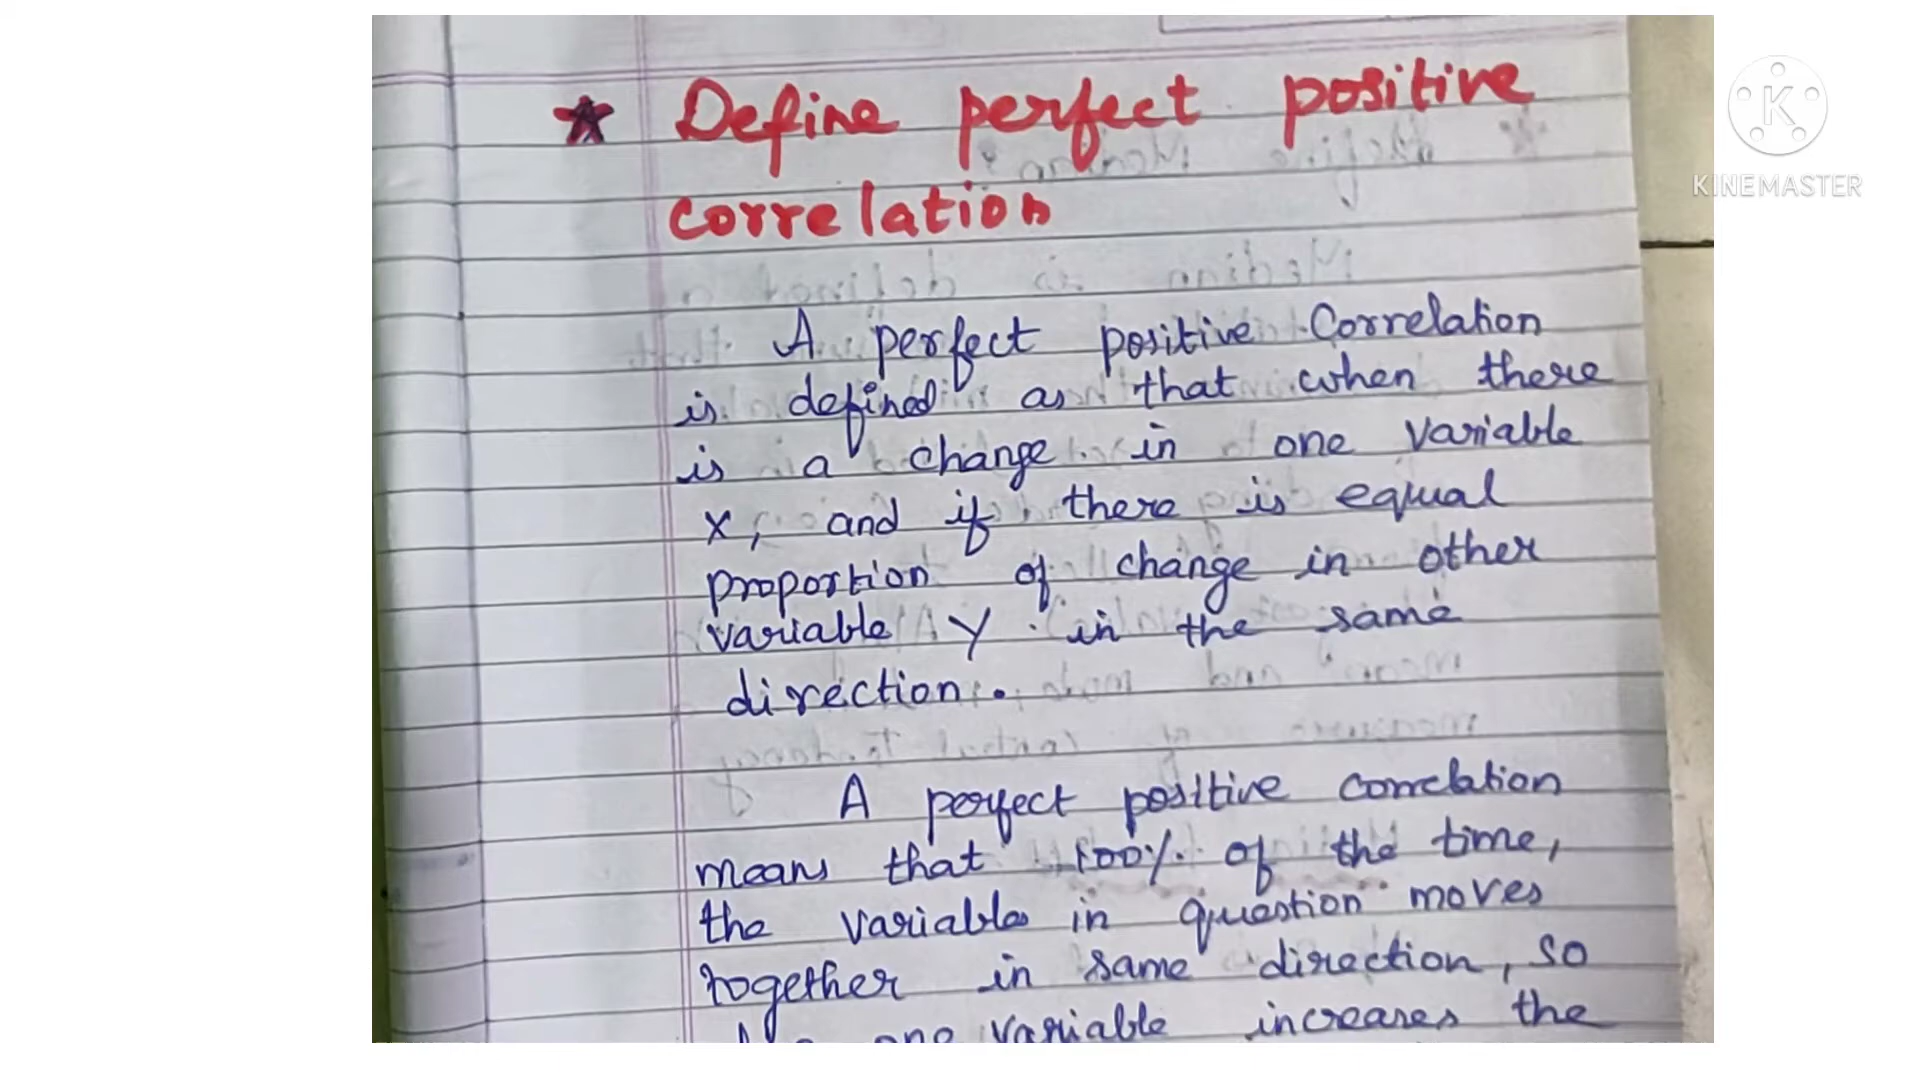 ★ Define perfect positive
correlation
A perfect positive Correlation
is defined as that when there
is a change in one variable
X, and if there is equal
proportion of change in other
variable Y in the same
direction.
A perfect positive correlation
means that 100% of the time,
the variables in question moves
together in same direction, so
one variable increases the
KINEMASTER